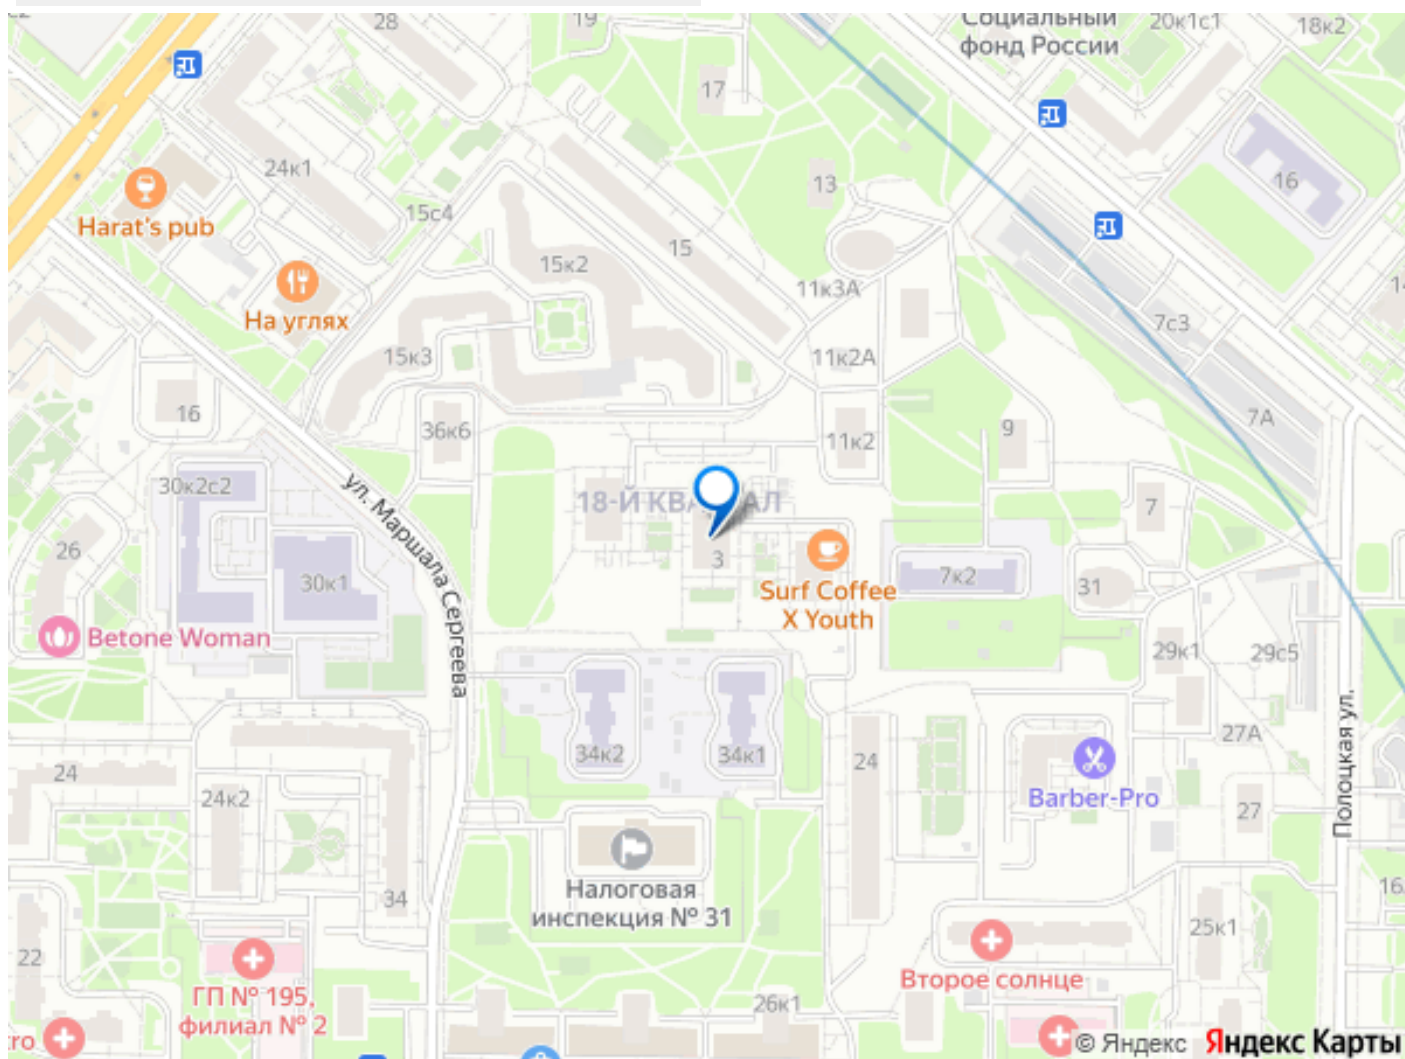 28
19
Социальный
фонд России
20к1с1
18к2
17
24к1
13
16
Harat's pub
15с4
15
15к2
11к3А
14
На углях
7с3
15к3
11к2А
16
36к6
11к2
9
7А
30к2с2
ул. Маршала Сергеева
18-Й КВ АЛ
7
26
30к1
3
Surf Coffee
X Youth
7к2
31
Betone Woman
29к1
29с5
34к2
34к1
27А
24
24
24к2
Barber-Pro
27
Полоцкая ул.
Налоговая
инспекция № 31
34
16
25к1
22
ГП № 195,
филиал № 2
Второе солнце
26к1
© Яндекс Яндекс Карты